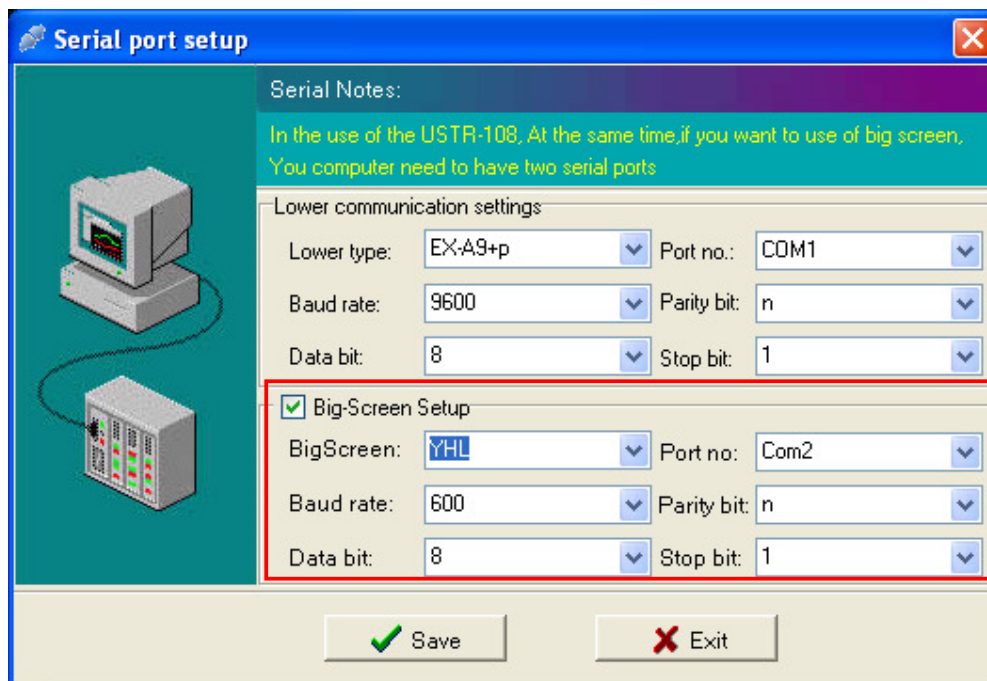 Serial port setup
Serial Notes:
In the use of the USTR-108, At the same time,if you want to use of big screen,
You computer need to have two serial ports
Lower communication settings
Lower type: EX-A9+p Port no.: COM1
Baud rate: 9600 Parity bit: n
Data bit: 8 Stop bit: 1
Big-Screen Setup
BigScreen: YHL Port no: Com2
Baud rate: 600 Parity bit: n
Data bit: 8 Stop bit: 1
Save Exit